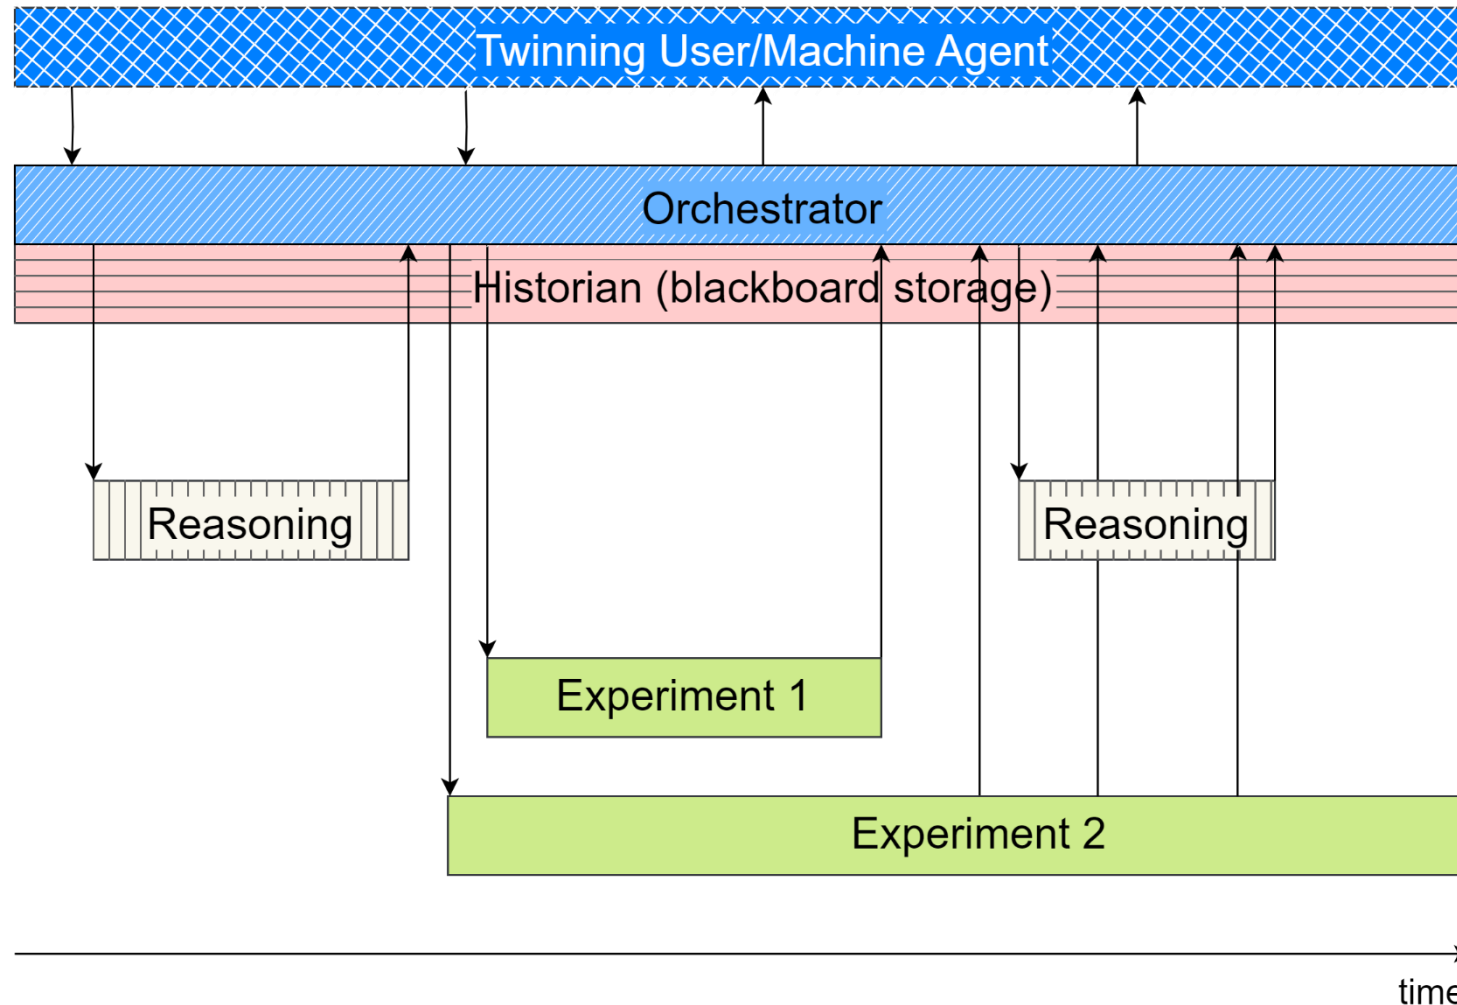 Twinning User/Machine Agent
Orchestrator
Historian (blackboard storage)
Reasoning
Reasoning
Experiment 1
Experiment 2
time